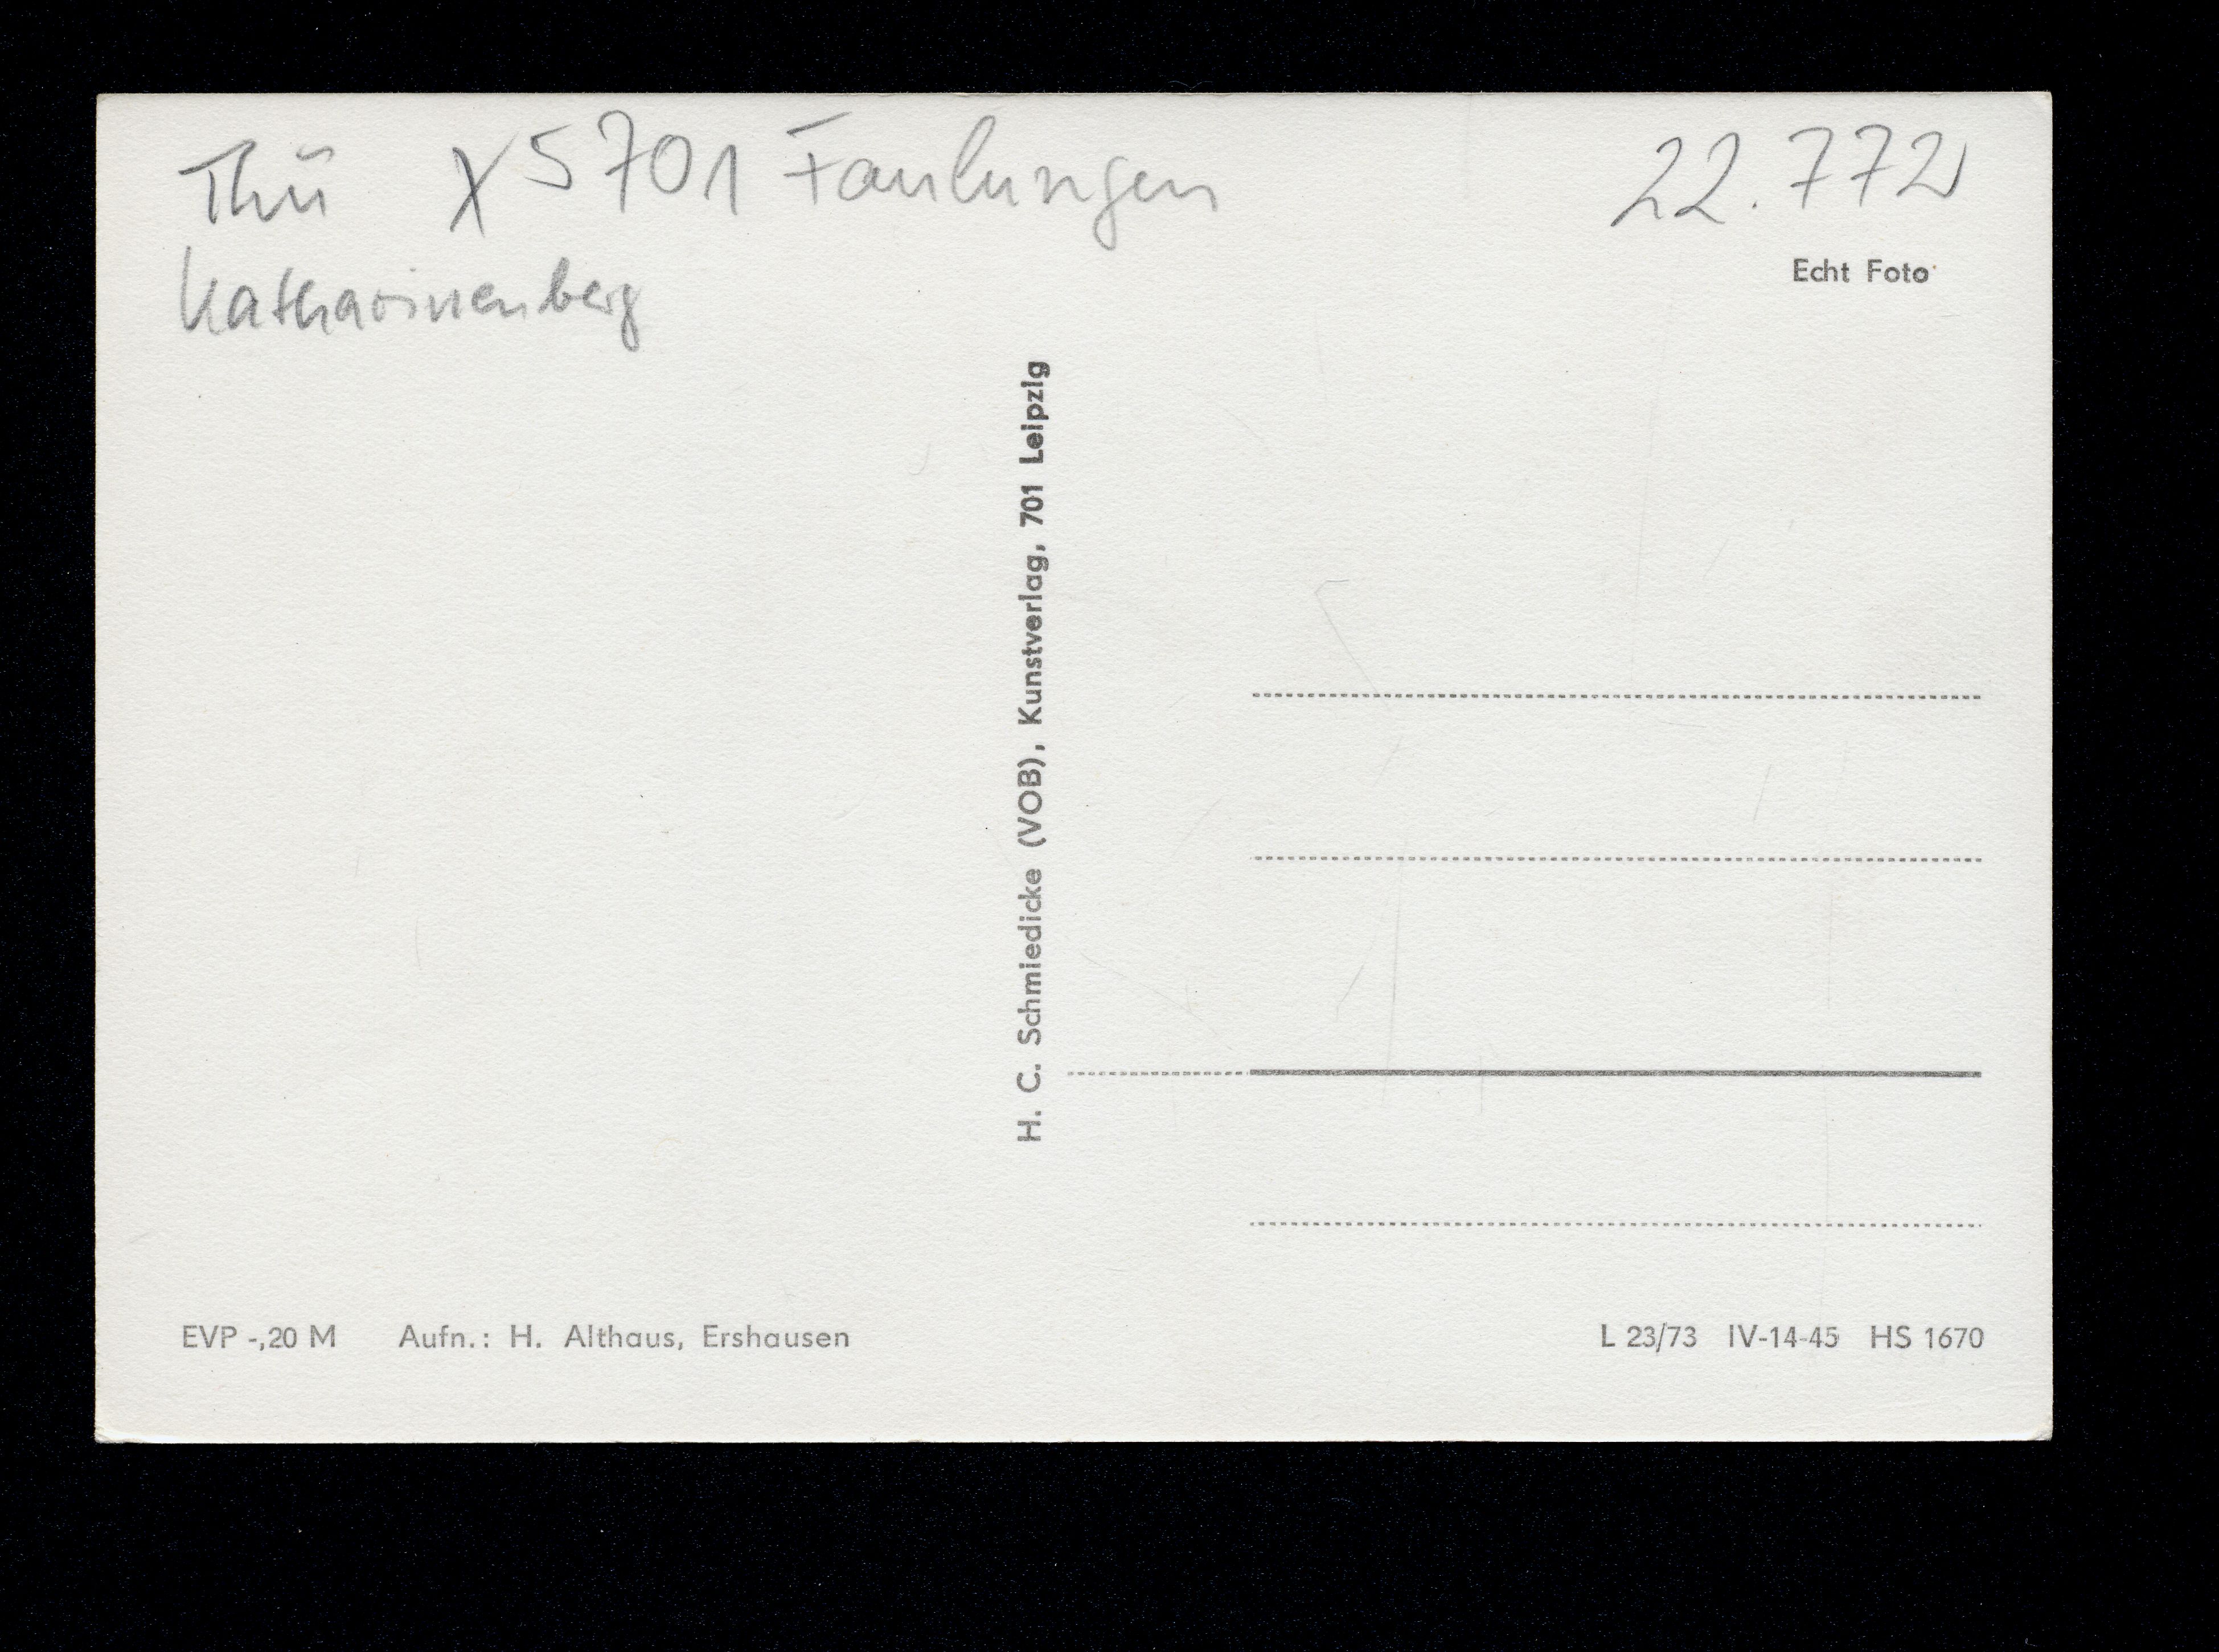 Thü X5701 Faulungen
22.772
Katharinenberg
Echt Foto
H. C. Schmiedicke (VOB), Kunstverlag, 701 Leipzig
EVP -,20 M Aufn.: H. Althaus, Ershausen
L 23/73 IV-14-45 HS 1670